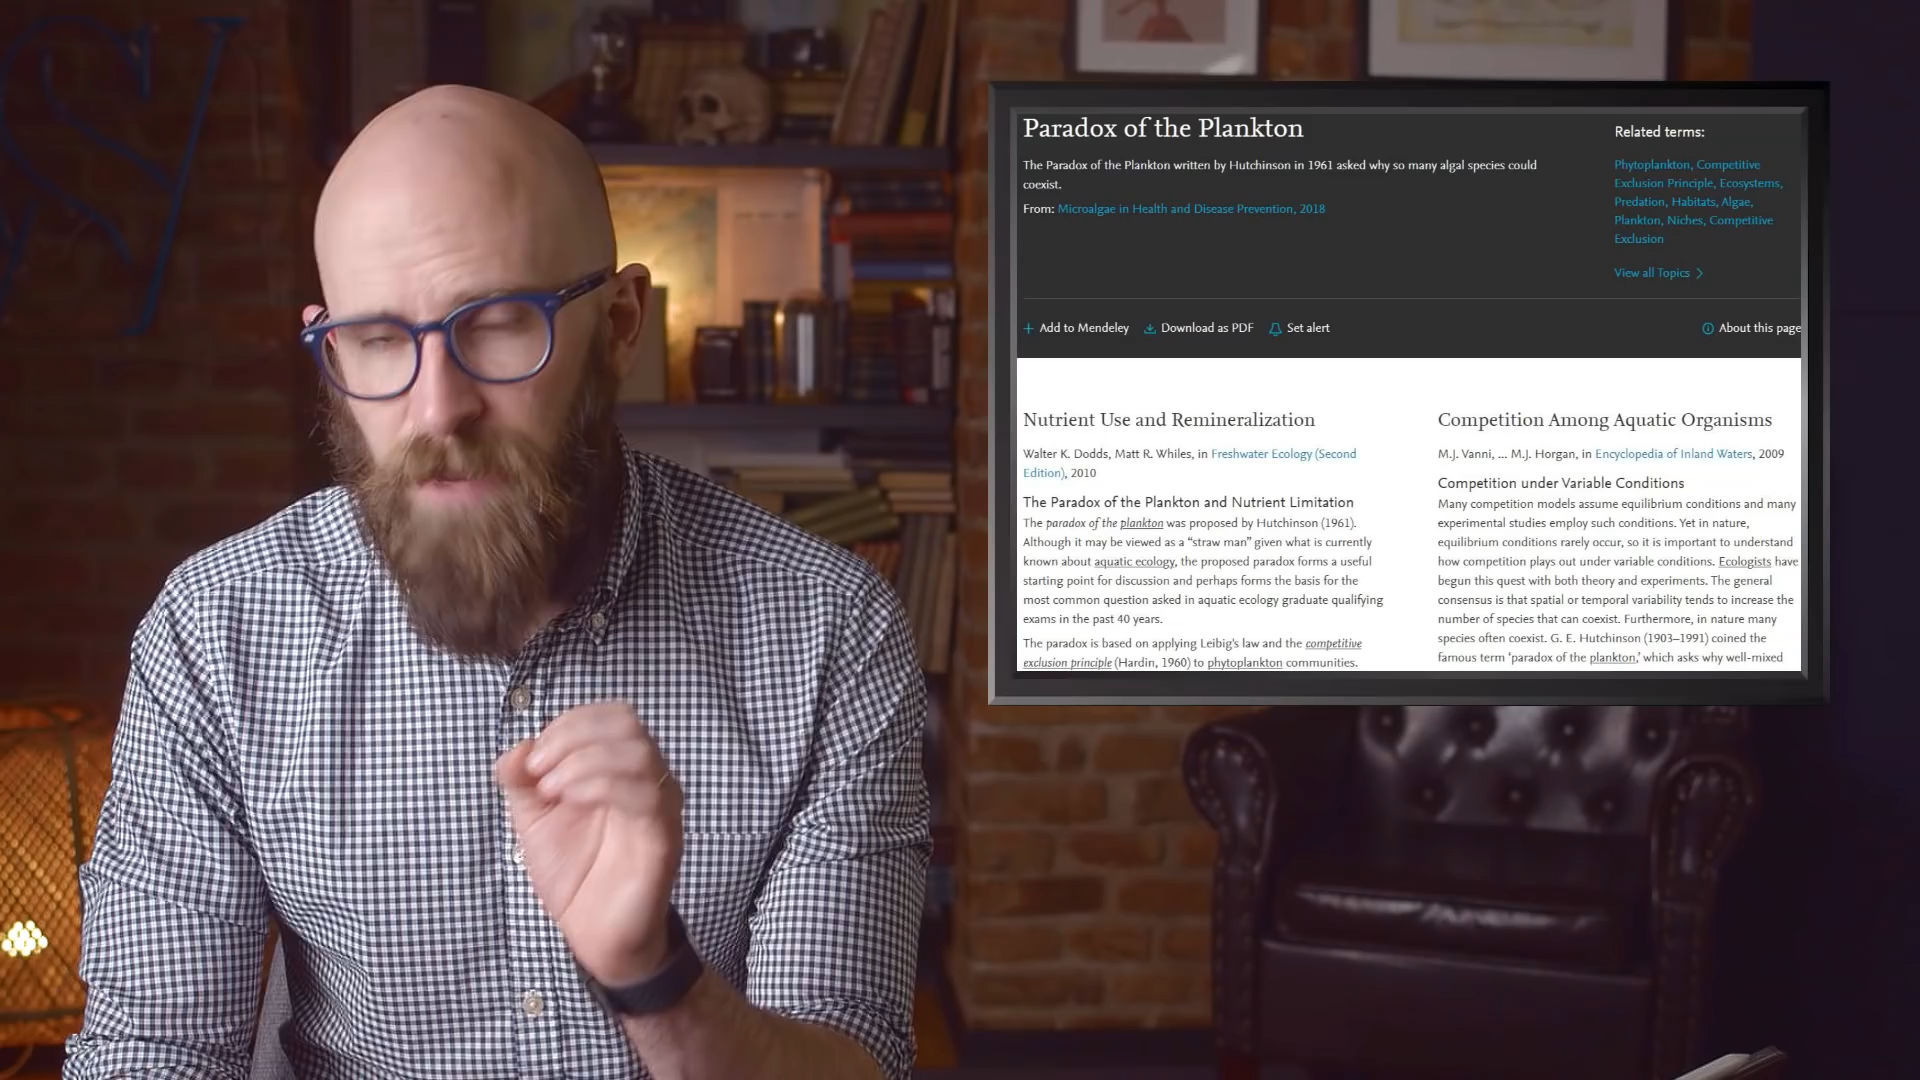 Paradox of the Plankton
The Paradox of the Plankton written by Hutchinson in 1961 asked why so many algal species could
coexist.
From: Microalgae in Health and Disease Prevention, 2018
Related terms:
Phytoplankton, Competitive
Exclusion Principle, Ecosystems,
Predation, Habitats, Algae,
Plankton, Niches, Competitive
Exclusion
View all Topics
Add to Mendeley
Download as PDF
Set alert
About this page
Nutrient Use and Remineralization
Walter K. Dodds, Matt R. Whiles, in Freshwater Ecology (Second
Edition), 2010
The Paradox of the Plankton and Nutrient Limitation
The paradox of the plankton was proposed by Hutchinson (1961).
Although it may be viewed as a “straw man” given what is currently
known about aquatic ecology, the proposed paradox forms a useful
starting point for discussion and perhaps forms the basis for the
most common question asked in aquatic ecology graduate qualifying
exams in the past 40 years.
The paradox is based on applying Leibig's law and the competitive
exclusion principle (Hardin, 1960) to phytoplankton communities.
Competition Among Aquatic Organisms
M.J. Vanni, ... M.J. Horgan, in Encyclopedia of Inland Waters, 2009
Competition under Variable Conditions
Many competition models assume equilibrium conditions and many
experimental studies employ such conditions. Yet in nature,
equilibrium conditions rarely occur, so it is important to understand
how competition plays out under variable conditions. Ecologists have
begun this quest with both theory and experiments. The general
consensus is that spatial or temporal variability tends to increase the
number of species that can coexist. Furthermore, in nature many
species often coexist. G. E. Hutchinson (1903–1991) coined the
famous term ‘paradox of the plankton,’ which asks why well-mixed